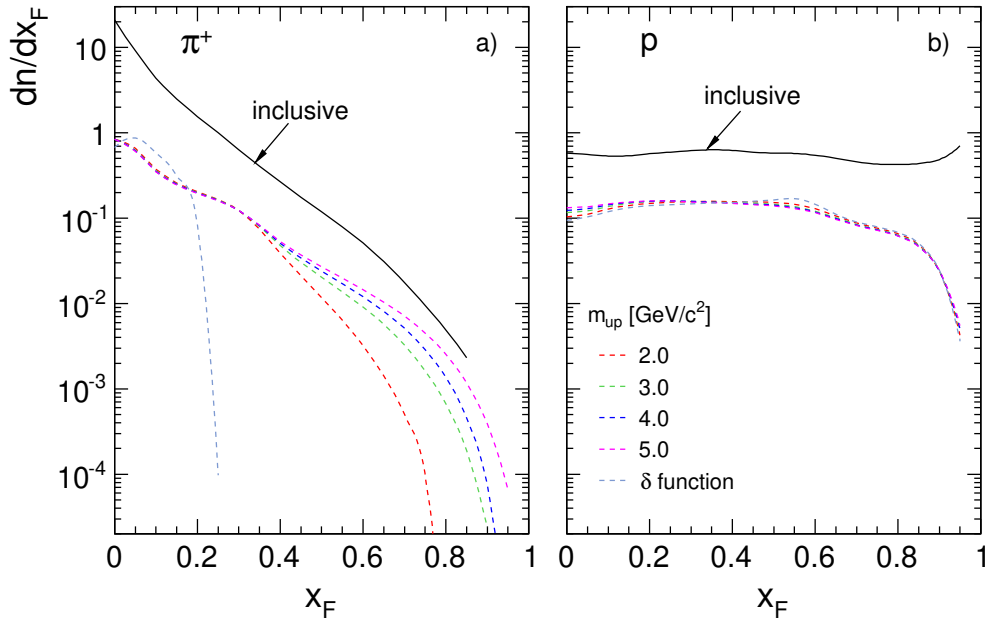 dn/dx_F
π⁺
a)
inclusive
10
1
10⁻¹
10⁻²
10⁻³
10⁻⁴
0 0.2 0.4 0.6 0.8 1
x_F
p
b)
inclusive
m_up [GeV/c²]
2.0
3.0
4.0
5.0
δ function
0 0.2 0.4 0.6 0.8 1
x_F